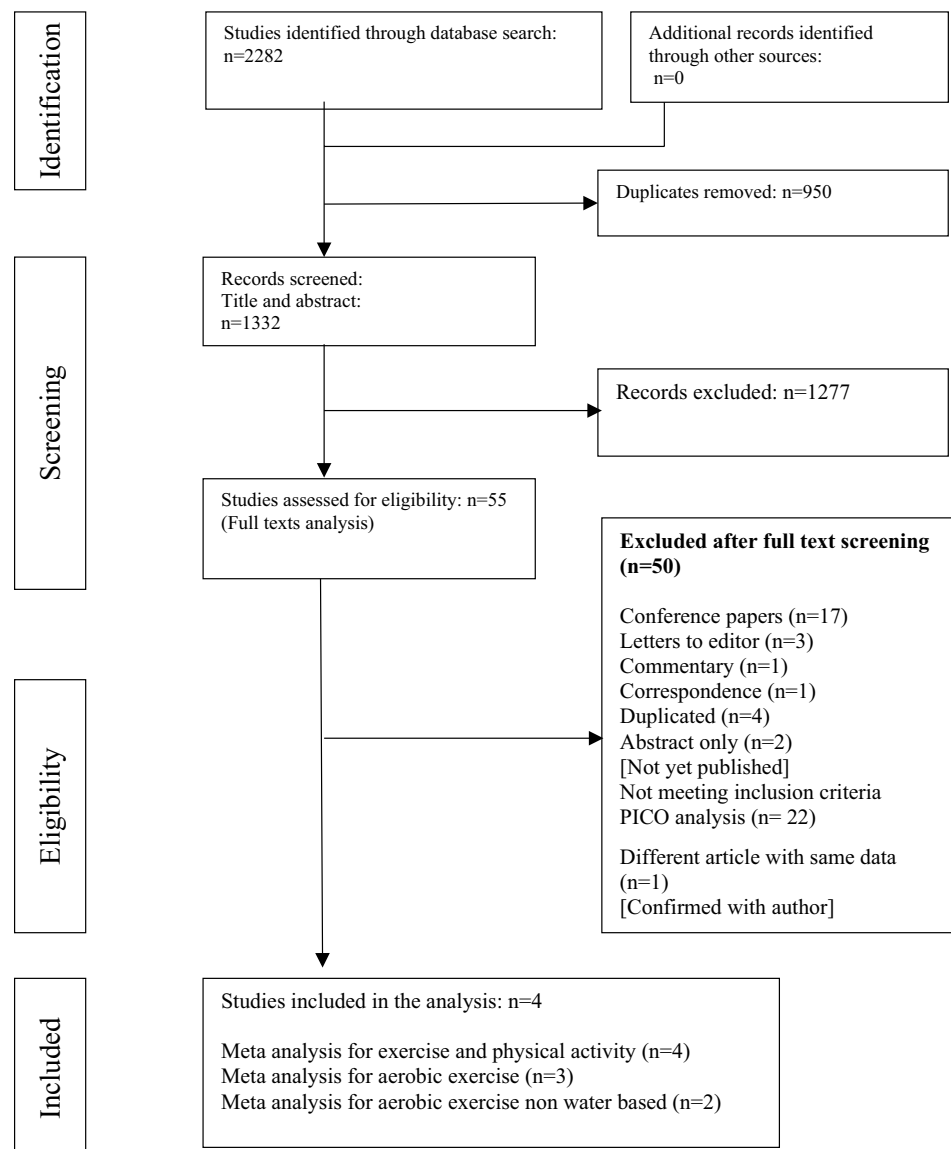 Identification
Studies identified through database search:
n=2282
Additional records identified
through other sources:
n=0
Duplicates removed: n=950
Screening
Records screened:
Title and abstract:
n=1332
Records excluded: n=1277
Studies assessed for eligibility: n=55
(Full texts analysis)
Eligibility
Excluded after full text screening
(n=50)
Conference papers (n=17)
Letters to editor (n=3)
Commentary (n=1)
Correspondence (n=1)
Duplicated (n=4)
Abstract only (n=2)
[Not yet published]
Not meeting inclusion criteria
PICO analysis (n= 22)
Different article with same data
(n=1)
[Confirmed with author]
Included
Studies included in the analysis: n=4
Meta analysis for exercise and physical activity (n=4)
Meta analysis for aerobic exercise (n=3)
Meta analysis for aerobic exercise non water based (n=2)